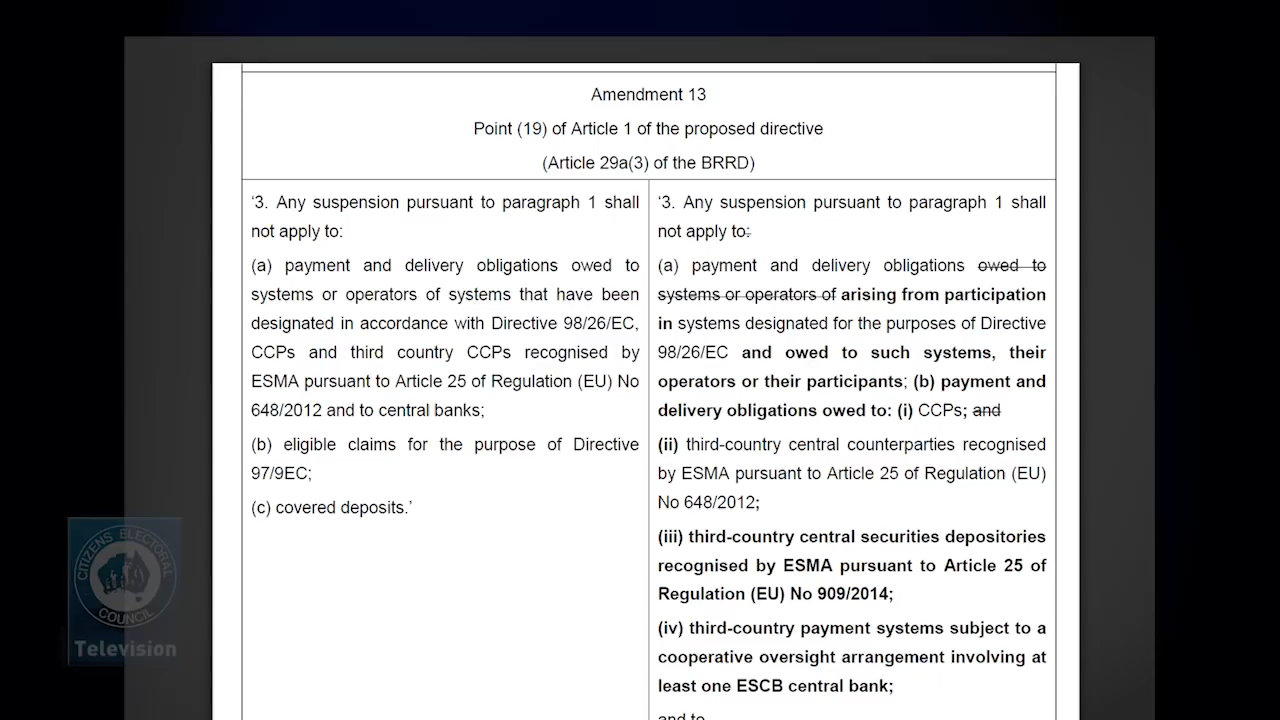 Amendment 13
Point (19) of Article 1 of the proposed directive
(Article 29a(3) of the BRRD)
‘3. Any suspension pursuant to paragraph 1 shall
not apply to:
(a) payment and delivery obligations owed to
systems or operators of systems that have been
designated in accordance with Directive 98/26/EC,
CCPs and third country CCPs recognised by
ESMA pursuant to Article 25 of Regulation (EU) No
648/2012 and to central banks;
(b) eligible claims for the purpose of Directive
97/9EC;
(c) covered deposits.’
‘3. Any suspension pursuant to paragraph 1 shall
not apply to:
(a) payment and delivery obligations owed to
systems or operators of arising from participation
in systems designated for the purposes of Directive
98/26/EC and owed to such systems, their
operators or their participants; (b) payment and
delivery obligations owed to: (i) CCPs; and
(ii) third-country central counterparties recognised
by ESMA pursuant to Article 25 of Regulation (EU)
No 648/2012;
(iii) third-country central securities depositories
recognised by ESMA pursuant to Article 25 of
Regulation (EU) No 909/2014;
(iv) third-country payment systems subject to a
cooperative oversight arrangement involving at
least one ESCB central bank;
and to
CITIZENS ELECTORAL
COUNCIL
Television